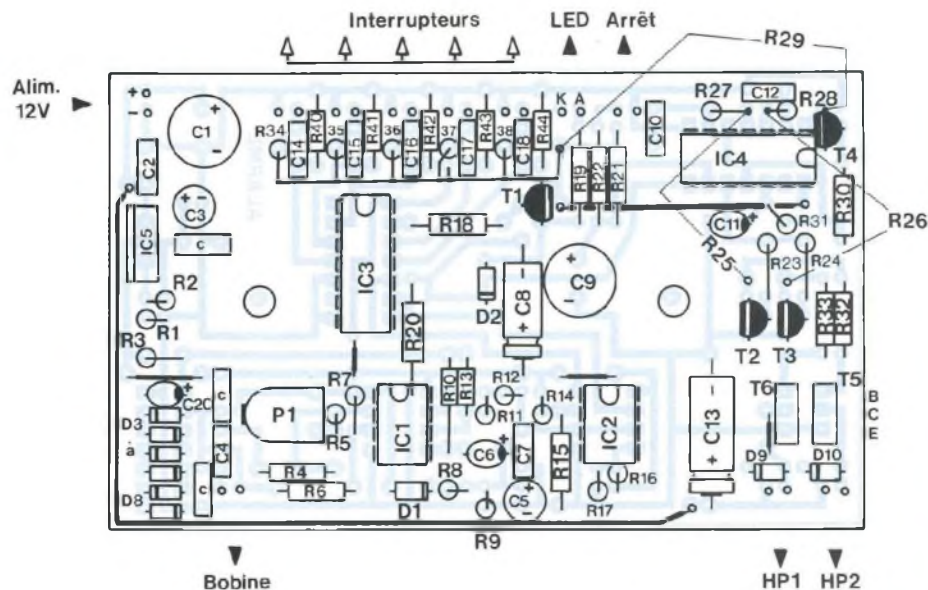 Interrupteurs LED Arrêt
R29
Alim.
12V
+
-
C1
R34 C14 R40 35 C15 R41 36 C16 R42 37 C17 R43 38 C18 R44
K A
C10
R27 C12 R28
IC4
T4
C2
C3
IC5
c
T1
R19 R22 R21
R18
C11
R31
R30
R26
R25
R23 R24
R2
R1
R3
IC3
R20
D2
C8
C9
T2 T3
R33 R32
C20
D3
à
D8
c
C4
c
P1
R7
R5
R4
R6
IC1
D1
R10 R13
R12
R11
R14
R8
C6
C7
C5
R15
IC2
R16
R17
C13
T6 T5
B
C
E
D9 D10
R9
Bobine
HP1 HP2